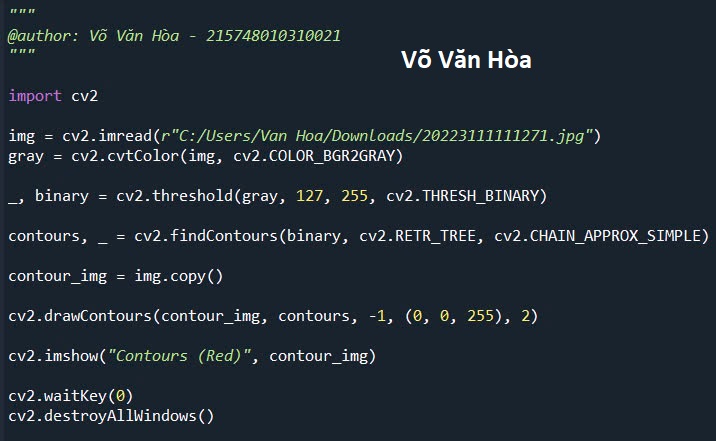 """
@author: Võ Văn Hòa - 215748010310021
"""
Võ Văn Hòa
import cv2
img = cv2.imread(r"C:/Users/Van Hoa/Downloads/20223111111271.jpg")
gray = cv2.cvtColor(img, cv2.COLOR_BGR2GRAY)
_, binary = cv2.threshold(gray, 127, 255, cv2.THRESH_BINARY)
contours, _ = cv2.findContours(binary, cv2.RETR_TREE, cv2.CHAIN_APPROX_SIMPLE)
contour_img = img.copy()
cv2.drawContours(contour_img, contours, -1, (0, 0, 255), 2)
cv2.imshow("Contours (Red)", contour_img)
cv2.waitKey(0)
cv2.destroyAllWindows()